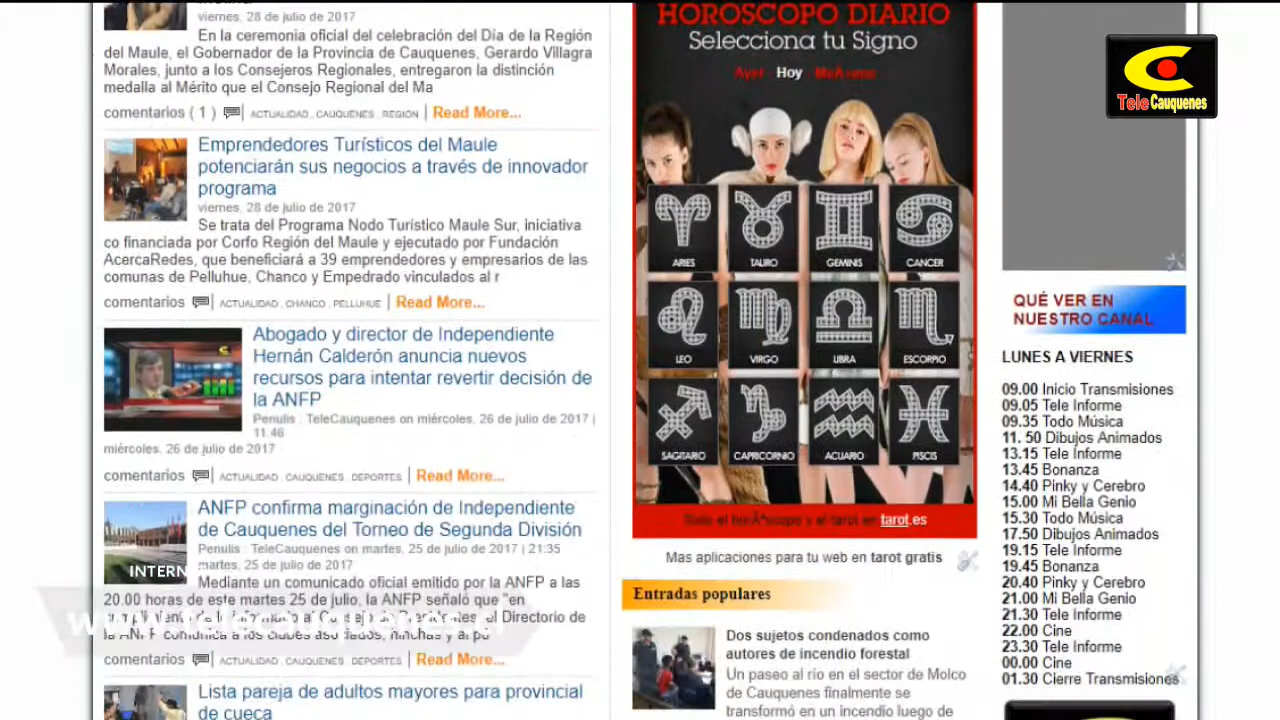 viernes, 28 de julio de 2017
En la ceremonia oficial del celebración del Día de la Región
del Maule, el Gobernador de la Provincia de Cauquenes, Gerardo Villagra
Morales, junto a los Consejeros Regionales, entregaron la distinción
medalla al Mérito que el Consejo Regional del Ma
comentarios ( 1 ) | ACTUALIDAD , CAUQUENES , REGION | Read More...
Emprendedores Turísticos del Maule
potenciarán sus negocios a través de innovador
programa
viernes, 28 de julio de 2017
Se trata del Programa Nodo Turístico Maule Sur, iniciativa
co financiada por Corfo Región del Maule y ejecutado por Fundación
AcercaRedes, que beneficiará a 39 emprendedores y empresarios de las
comunas de Pelluhue, Chanco y Empedrado vinculados al r
comentarios | ACTUALIDAD , CHANCO , PELLUHUE | Read More...
Abogado y director de Independiente
Hernán Calderón anuncia nuevos
recursos para intentar revertir decisión de
la ANFP
Penulis : TeleCauquenes on miércoles, 26 de julio de 2017 |
11:46
miércoles, 26 de julio de 2017
comentarios | ACTUALIDAD , CAUQUENES , DEPORTES | Read More...
ANFP confirma marginación de Independiente
de Cauquenes del Torneo de Segunda División
Penulis : TeleCauquenes on martes, 25 de julio de 2017 | 21:35
martes, 25 de julio de 2017
INTERN
Mediante un comunicado oficial emitido por la ANFP a las
20.00 horas de este martes 25 de julio, la ANFP señaló que "en
www.telecauquenes.cl
comentarios | ACTUALIDAD , CAUQUENES , DEPORTES | Read More...
Lista pareja de adultos mayores para provincial
de cueca
HOROSCOPO DIARIO
Selecciona tu Signo
Ayer Hoy MaÃ±ana
ARIES TAURO GEMINIS CANCER
LEO VIRGO LIBRA ESCORPIO
SAGITARIO CAPRICORNIO ACUARIO PISCIS
Todo el horÃ³scopo y el tarot en tarot.es
Mas aplicaciones para tu web en tarot gratis
Entradas populares
Dos sujetos condenados como
autores de incendio forestal
Un paseo al río en el sector de Molco
de Cauquenes finalmente se
transformó en un incendio luego de
Tele Cauquenes
QUÉ VER EN
NUESTRO CANAL
LUNES A VIERNES
09.00 Inicio Transmisiones
09.05 Tele Informe
09.35 Todo Música
11. 50 Dibujos Animados
13.15 Tele Informe
13.45 Bonanza
14.40 Pinky y Cerebro
15.00 Mi Bella Genio
15.30 Todo Música
17.50 Dibujos Animados
19.15 Tele Informe
19.45 Bonanza
20.40 Pinky y Cerebro
21.00 Mi Bella Genio
21.30 Tele Informe
22.00 Cine
23.30 Tele Informe
00.00 Cine
01.30 Cierre Transmisiones